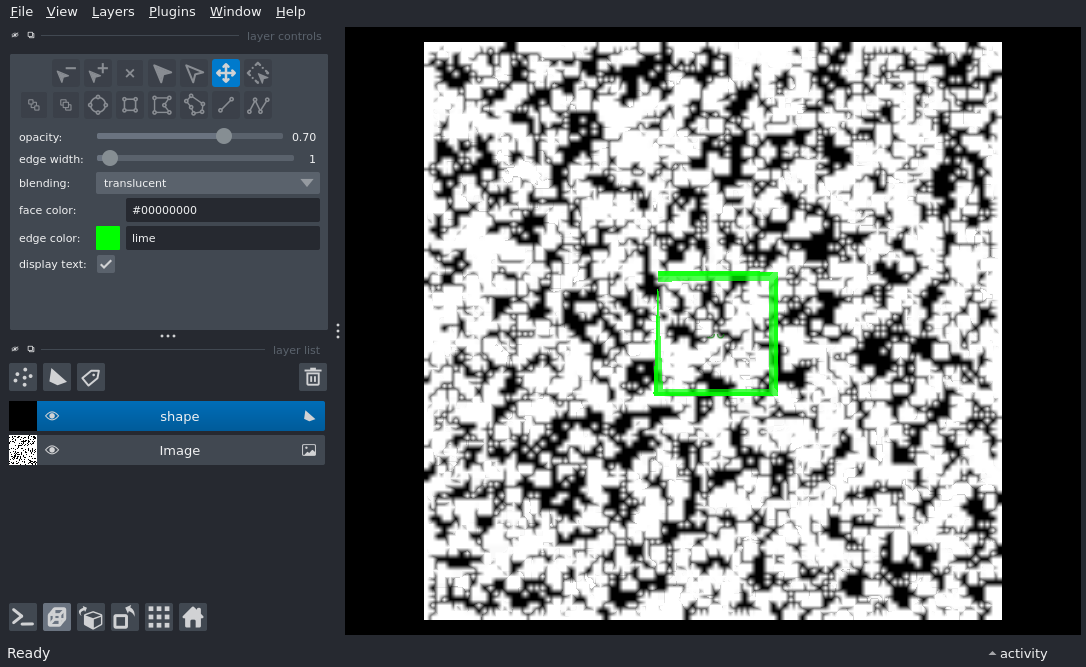 File View Layers Plugins Window Help
layer controls
opacity: 0.70
edge width: 1
blending: translucent
face color: #00000000
edge color: lime
display text:
layer list
shape
Image
Ready
activity